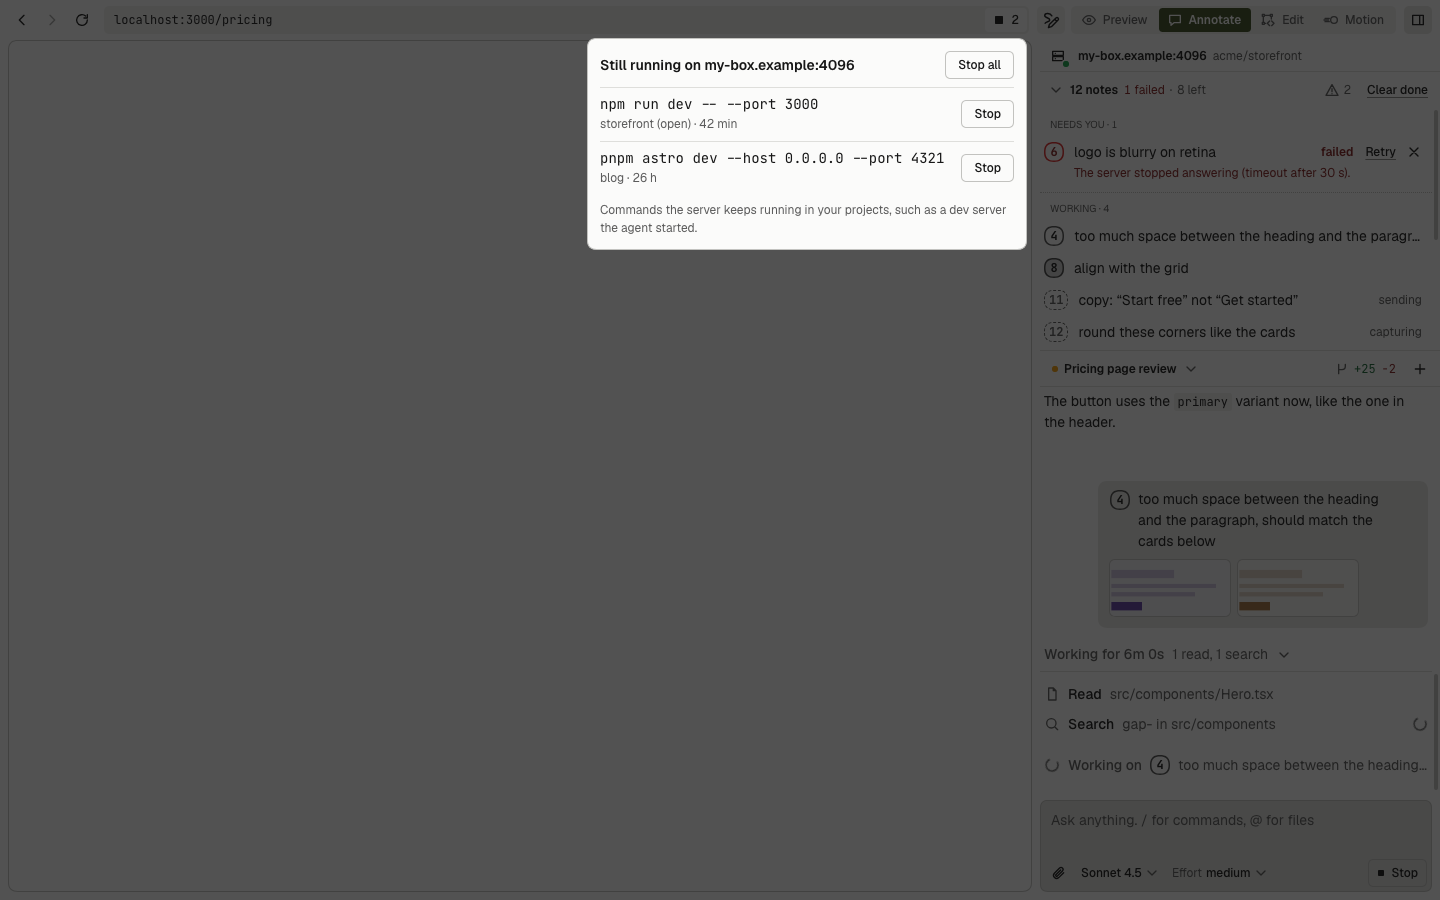 localhost:3000/pricing
2
Preview
Annotate
Edit
Motion
Still running on my-box.example:4096
Stop all
npm run dev -- --port 3000
storefront (open) · 42 min
Stop
pnpm astro dev --host 0.0.0.0 --port 4321
blog · 26 h
Stop
Commands the server keeps running in your projects, such as a dev server
the agent started.
my-box.example:4096 acme/storefront
12 notes 1 failed · 8 left
2
Clear done
NEEDS YOU · 1
6 logo is blurry on retina failed Retry
The server stopped answering (timeout after 30 s).
WORKING · 4
4 too much space between the heading and the paragr…
8 align with the grid
11 copy: “Start free” not “Get started” sending
12 round these corners like the cards capturing
Pricing page review +25 -2
The button uses the primary variant now, like the one in
the header.
4 too much space between the heading
and the paragraph, should match the
cards below
Working for 6m 0s 1 read, 1 search
Read src/components/Hero.tsx
Search gap- in src/components
Working on 4 too much space between the heading…
Ask anything. / for commands, @ for files
Sonnet 4.5 Effort medium Stop